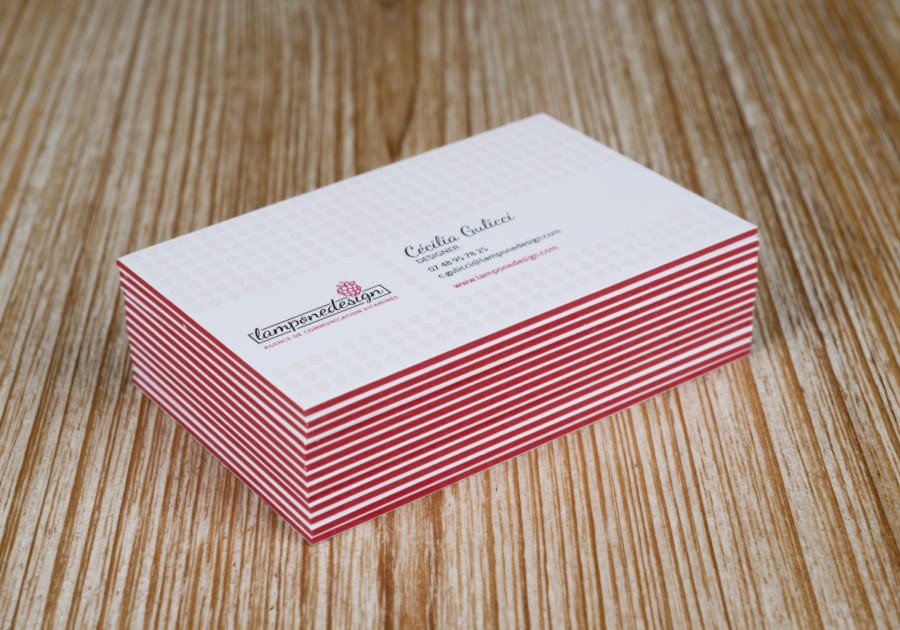 lamponedesign
AGENCE DE COMMUNICATION VITAMINÉE
Cécilia Gulicci
DESIGNER
07 48 95 78 25
c.gulicci@lamponedesign.com
www.lamponedesign.com